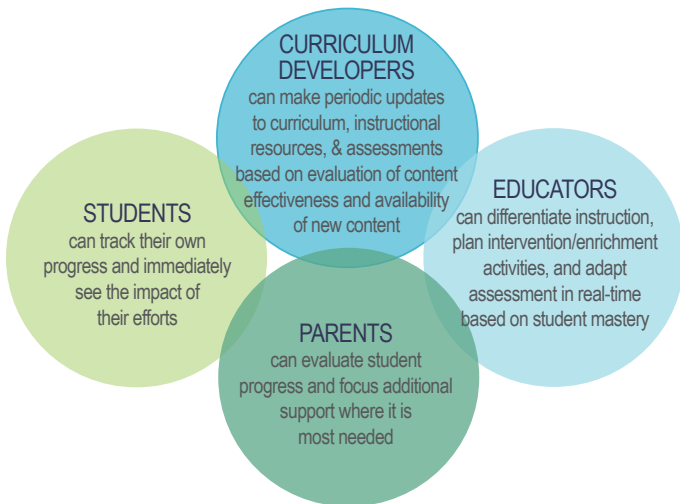 CURRICULUM
DEVELOPERS
can make periodic updates
to curriculum, instructional
resources, & assessments
based on evaluation of content
effectiveness and availability
of new content
STUDENTS
can track their own
progress and immediately
see the impact of
their efforts
EDUCATORS
can differentiate instruction,
plan intervention/enrichment
activities, and adapt
assessment in real-time
based on student mastery
PARENTS
can evaluate student
progress and focus additional
support where it is
most needed